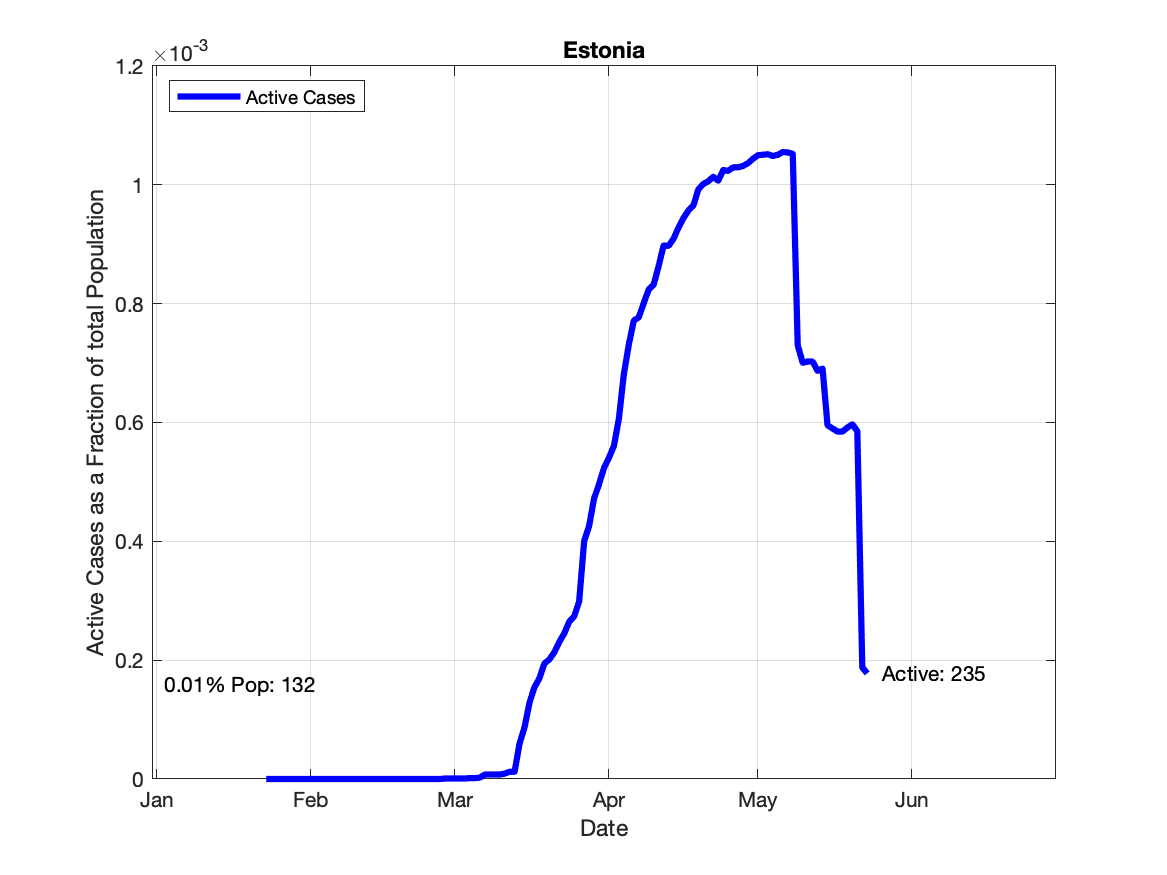 Estonia
×10-3
1.2
1
0.8
0.6
0.4
0.2
0
Active Cases
Active Cases as a Fraction of total Population
0.01% Pop: 132
Active: 235
Jan Feb Mar Apr May Jun
Date